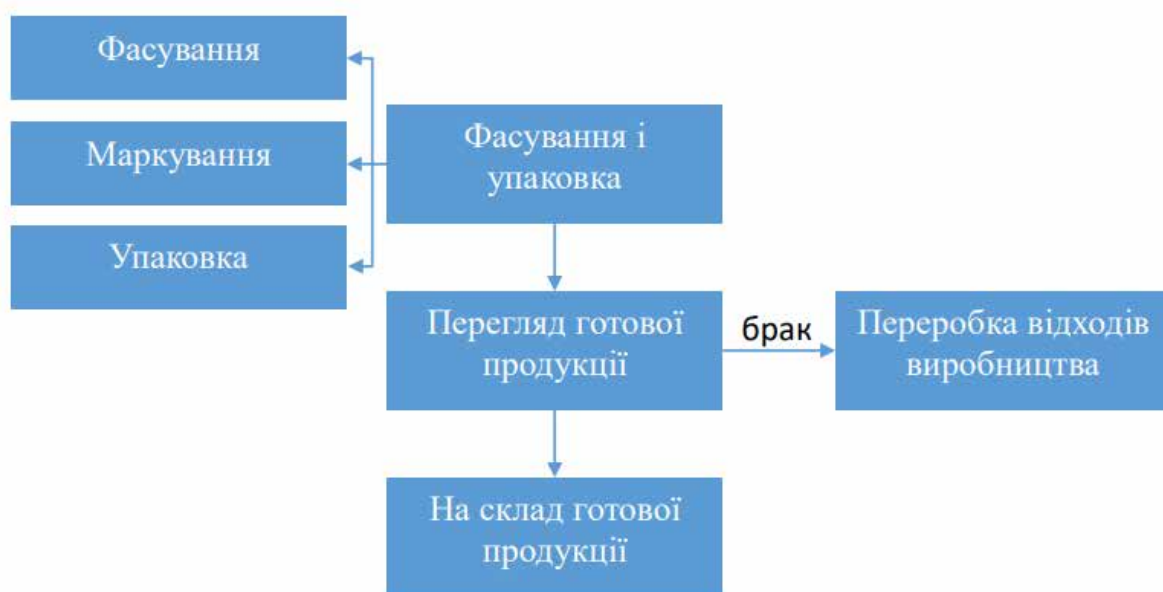 Фасування
Маркування
Упаковка
Фасування і
упаковка
Перегляд готової
продукції
брак
Переробка відходів
виробництва
На склад готової
продукції